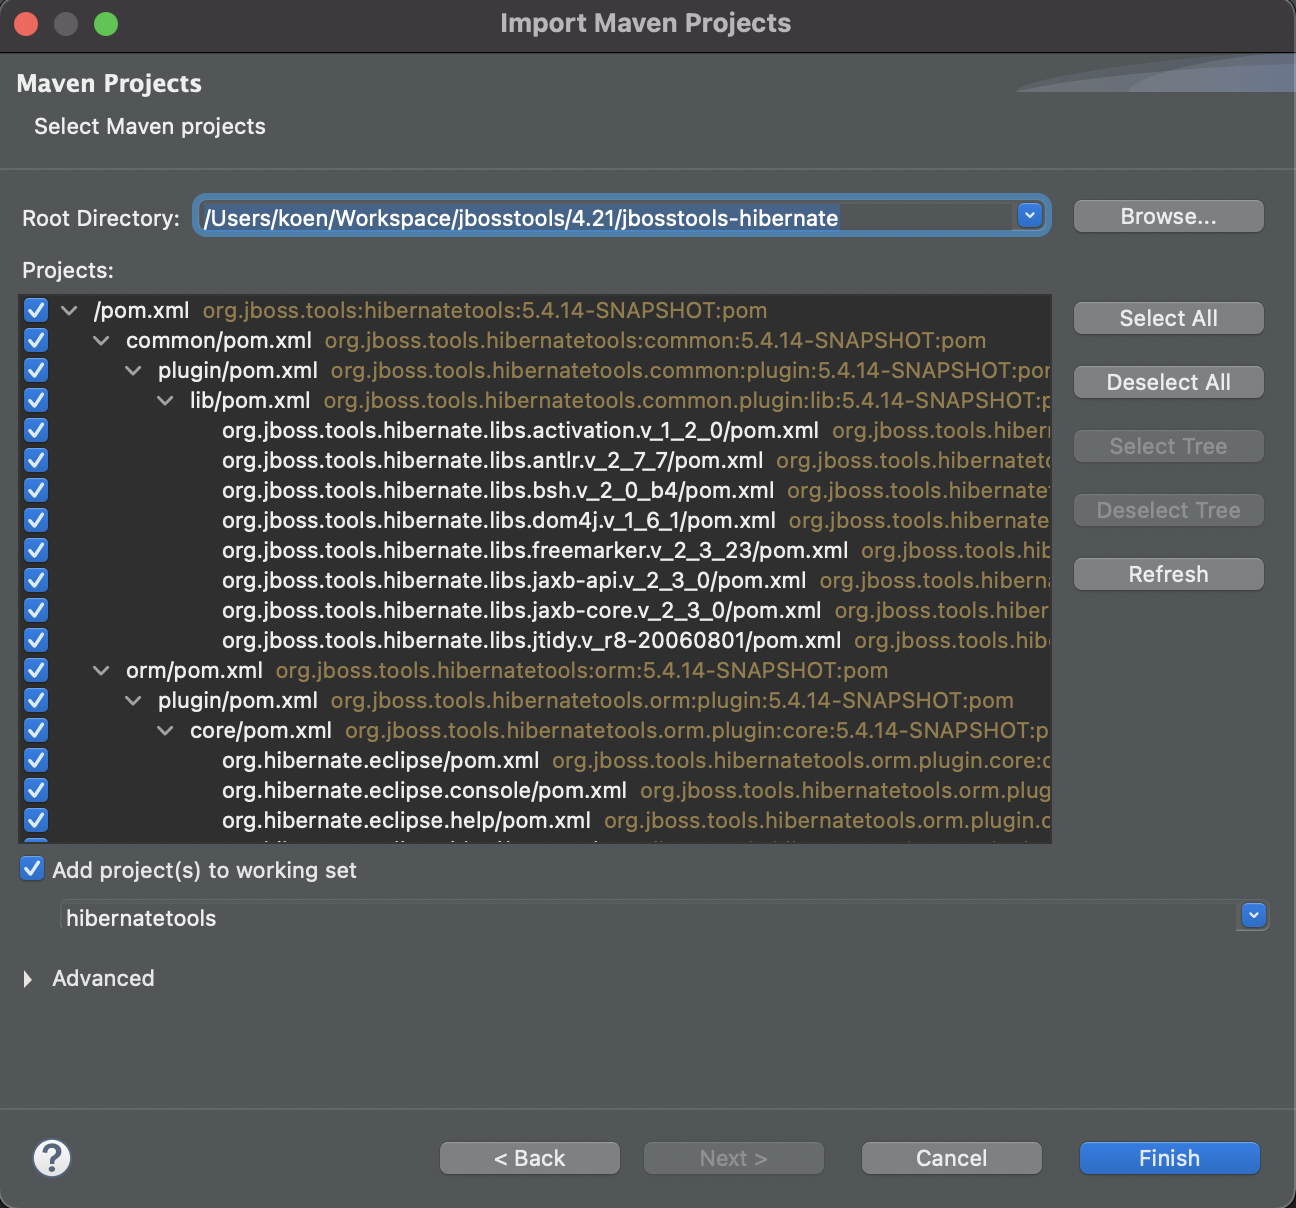 Import Maven Projects
Maven Projects
Select Maven projects
Root Directory: /Users/koen/Workspace/jbosstools/4.21/jbosstools-hibernate Browse...
Projects:
/pom.xml org.jboss.tools:hibernatetools:5.4.14-SNAPSHOT:pom
common/pom.xml org.jboss.tools.hibernatetools:common:5.4.14-SNAPSHOT:pom
plugin/pom.xml org.jboss.tools.hibernatetools.common:plugin:5.4.14-SNAPSHOT:por
lib/pom.xml org.jboss.tools.hibernatetools.common.plugin:lib:5.4.14-SNAPSHOT:p
org.jboss.tools.hibernate.libs.activation.v_1_2_0/pom.xml org.jboss.tools.hiber
org.jboss.tools.hibernate.libs.antlr.v_2_7_7/pom.xml org.jboss.tools.hibernatet
org.jboss.tools.hibernate.libs.bsh.v_2_0_b4/pom.xml org.jboss.tools.hibernate
org.jboss.tools.hibernate.libs.dom4j.v_1_6_1/pom.xml org.jboss.tools.hibernate
org.jboss.tools.hibernate.libs.freemarker.v_2_3_23/pom.xml org.jboss.tools.hib
org.jboss.tools.hibernate.libs.jaxb-api.v_2_3_0/pom.xml org.jboss.tools.hibern
org.jboss.tools.hibernate.libs.jaxb-core.v_2_3_0/pom.xml org.jboss.tools.hiber
org.jboss.tools.hibernate.libs.jtidy.v_r8-20060801/pom.xml org.jboss.tools.hib
orm/pom.xml org.jboss.tools.hibernatetools:orm:5.4.14-SNAPSHOT:pom
plugin/pom.xml org.jboss.tools.hibernatetools.orm:plugin:5.4.14-SNAPSHOT:pom
core/pom.xml org.jboss.tools.hibernatetools.orm.plugin:core:5.4.14-SNAPSHOT:p
org.hibernate.eclipse/pom.xml org.jboss.tools.hibernatetools.orm.plugin.core:c
org.hibernate.eclipse.console/pom.xml org.jboss.tools.hibernatetools.orm.plug
org.hibernate.eclipse.help/pom.xml org.jboss.tools.hibernatetools.orm.plugin.c
Select All
Deselect All
Select Tree
Deselect Tree
Refresh
Add project(s) to working set
hibernatetools
Advanced
?
< Back
Next >
Cancel
Finish